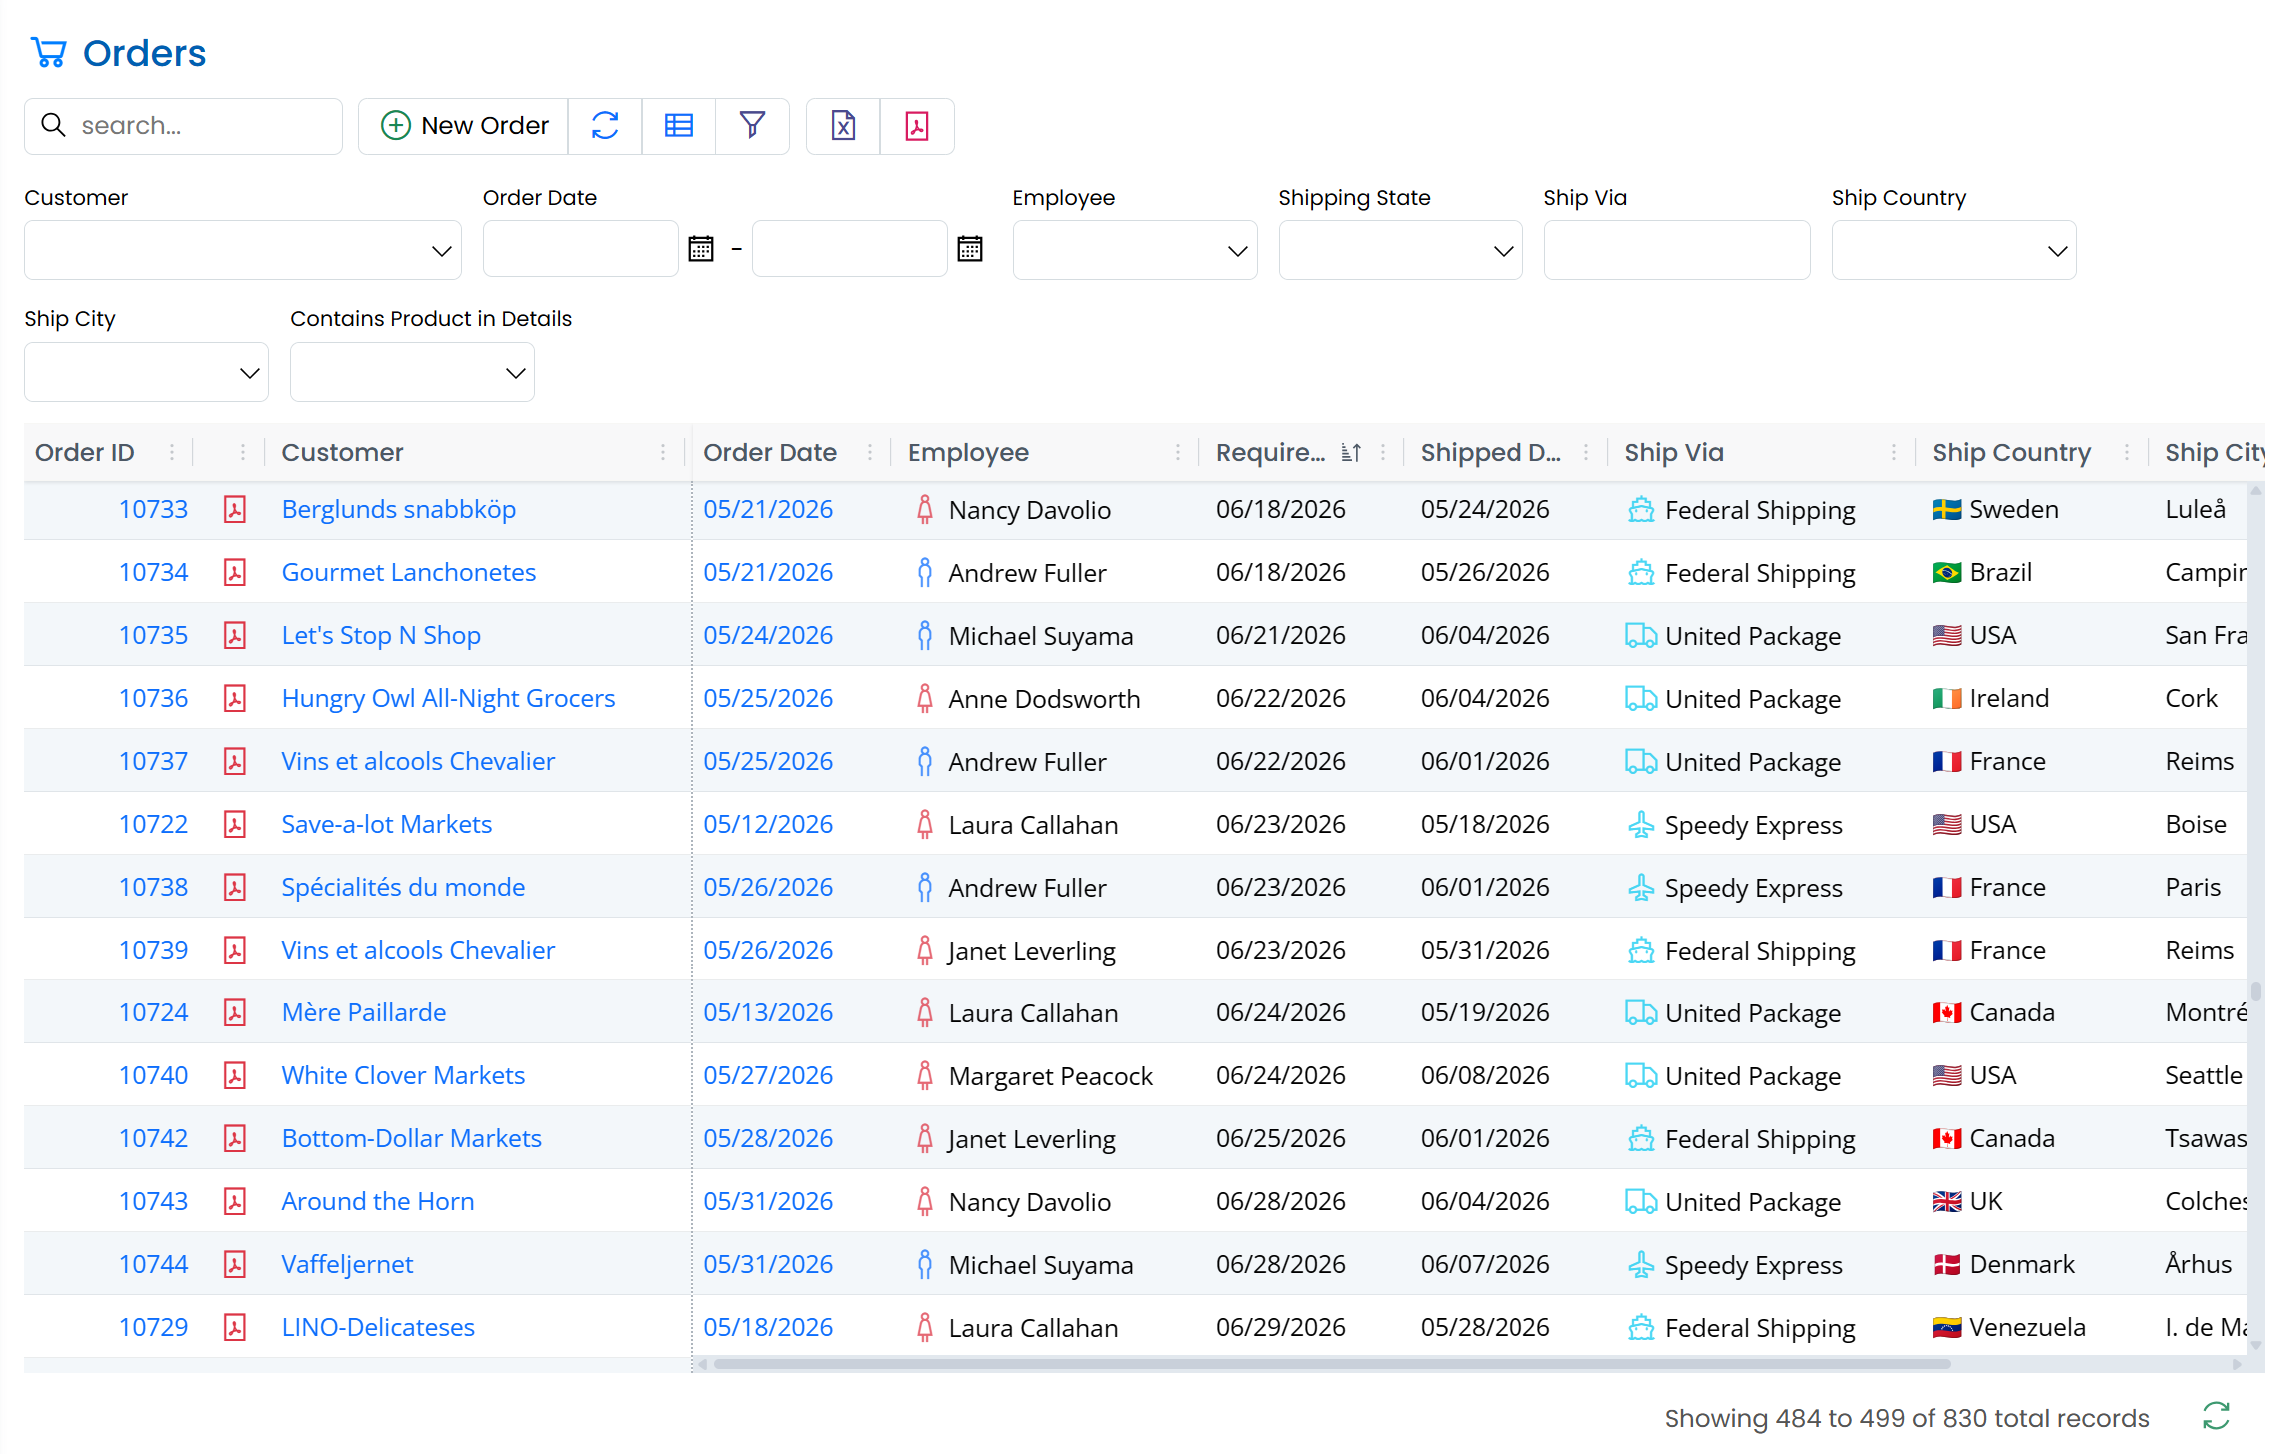 Orders
search...
New Order
Customer
Order Date
Employee
Shipping State
Ship Via
Ship Country
-
Ship City
Contains Product in Details
Order ID Customer Order Date Employee Require... Shipped D... Ship Via Ship Country Ship City
10733 Berglunds snabbköp 05/21/2026 Nancy Davolio 06/18/2026 05/24/2026 Federal Shipping Sweden Luleå
10734 Gourmet Lanchonetes 05/21/2026 Andrew Fuller 06/18/2026 05/26/2026 Federal Shipping Brazil Campin
10735 Let's Stop N Shop 05/24/2026 Michael Suyama 06/21/2026 06/04/2026 United Package USA San Fra
10736 Hungry Owl All-Night Grocers 05/25/2026 Anne Dodsworth 06/22/2026 06/04/2026 United Package Ireland Cork
10737 Vins et alcools Chevalier 05/25/2026 Andrew Fuller 06/22/2026 06/01/2026 United Package France Reims
10722 Save-a-lot Markets 05/12/2026 Laura Callahan 06/23/2026 05/18/2026 Speedy Express USA Boise
10738 Spécialités du monde 05/26/2026 Andrew Fuller 06/23/2026 06/01/2026 Speedy Express France Paris
10739 Vins et alcools Chevalier 05/26/2026 Janet Leverling 06/23/2026 05/31/2026 Federal Shipping France Reims
10724 Mère Paillarde 05/13/2026 Laura Callahan 06/24/2026 05/19/2026 United Package Canada Montré
10740 White Clover Markets 05/27/2026 Margaret Peacock 06/24/2026 06/08/2026 United Package USA Seattle
10742 Bottom-Dollar Markets 05/28/2026 Janet Leverling 06/25/2026 06/01/2026 Federal Shipping Canada Tsawas
10743 Around the Horn 05/31/2026 Nancy Davolio 06/28/2026 06/04/2026 United Package UK Colches
10744 Vaffeljernet 05/31/2026 Michael Suyama 06/28/2026 06/07/2026 Speedy Express Denmark Århus
10729 LINO-Delicateses 05/18/2026 Laura Callahan 06/29/2026 05/28/2026 Federal Shipping Venezuela I. de Ma
Showing 484 to 499 of 830 total records